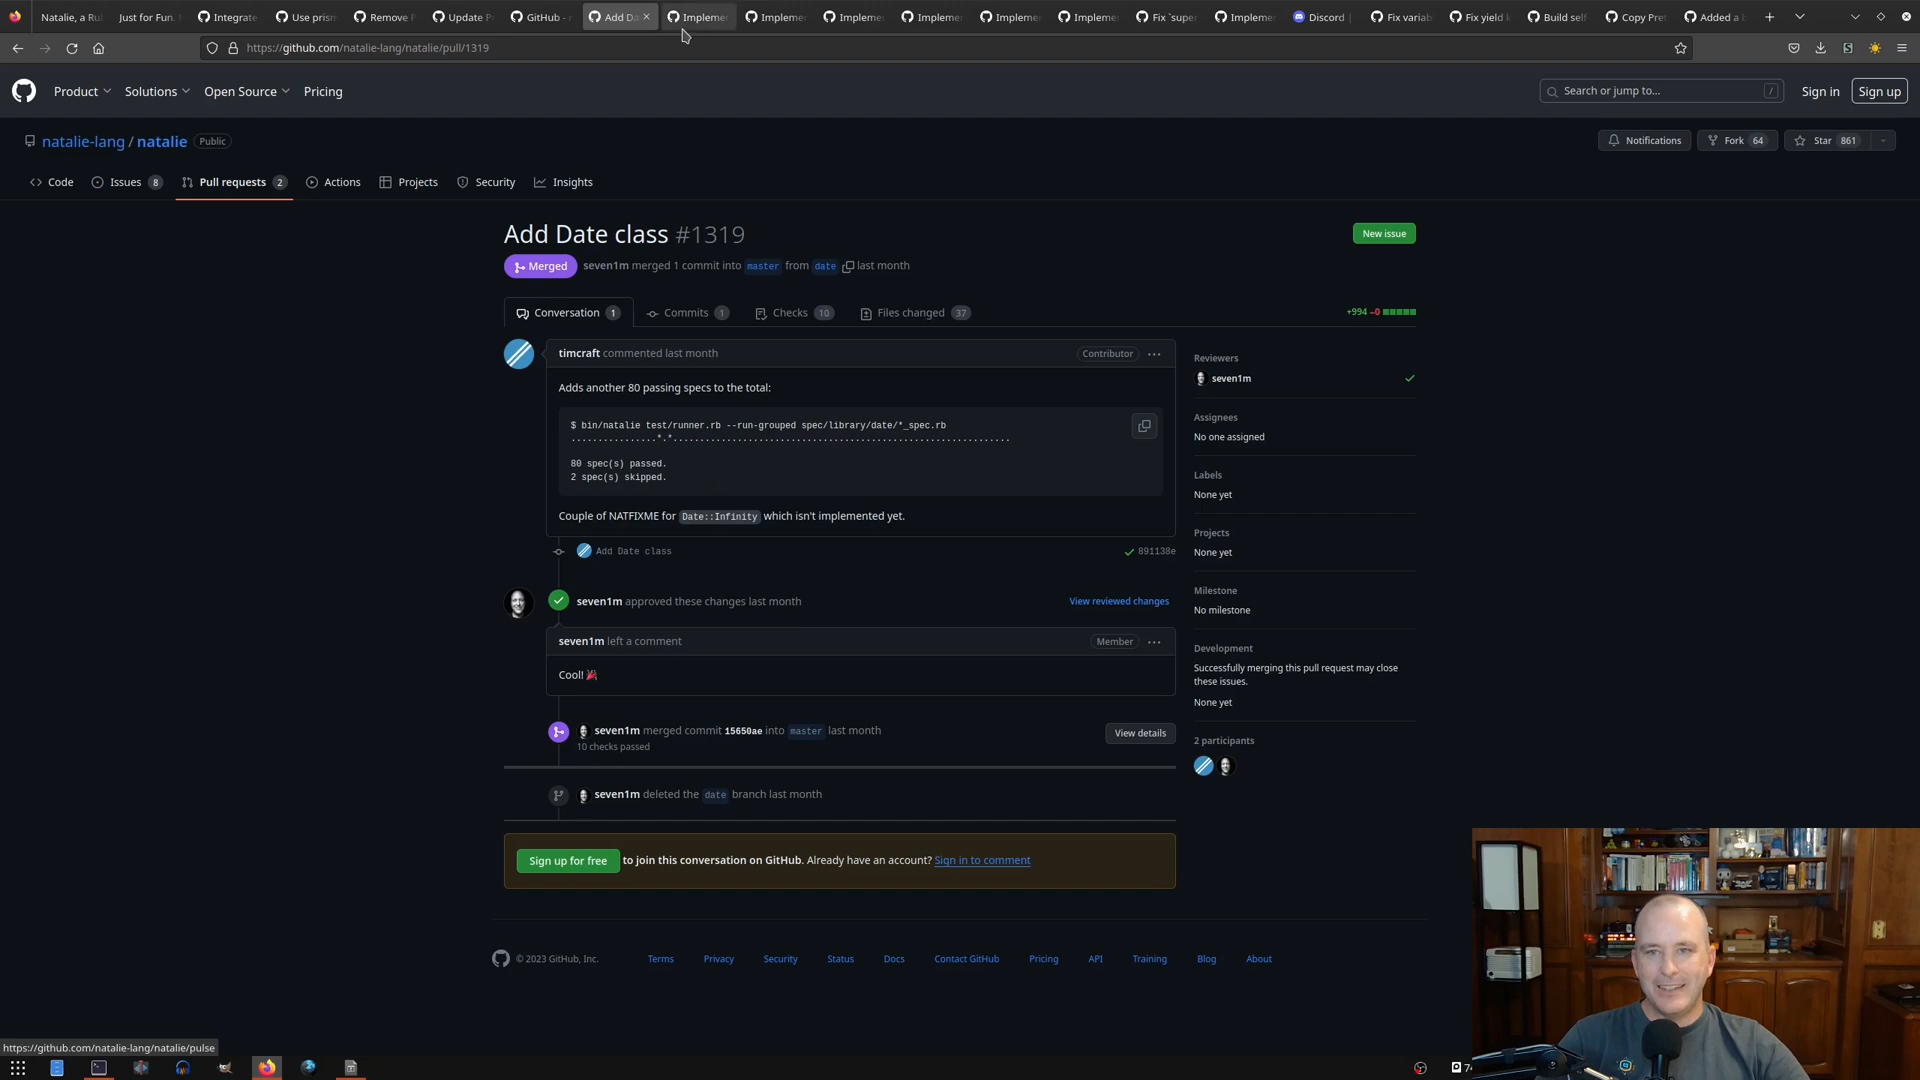 Natalie, a Ru
Just for Fun.
Integrate
Use prism
Remove
Update P
GitHub -
Add Da
Implemen
Implemen
Implemen
Implemen
Implemen
Implemen
Fix `super
Implemen
Discord |
Fix variab
Fix yield
Build self
Copy Pre
Added a b
https://github.com/natalie-lang/natalie/pull/1319
Product
Solutions
Open Source
Pricing
Search or jump to...
/
Sign in
Sign up
natalie-lang / natalie
Public
Notifications
Fork 64
Star 861
Code
Issues 8
Pull requests 2
Actions
Projects
Security
Insights
Add Date class #1319
New issue
Merged
seven1m merged 1 commit into master from date last month
Conversation 1
Commits 1
Checks 10
Files changed 37
+994 −0
timcraft commented last month
Contributor
Adds another 80 passing specs to the total:
$ bin/natalie test/runner.rb --run-grouped spec/library/date/*_spec.rb
80 spec(s) passed.
2 spec(s) skipped.
Couple of NATFIXME for Date::Infinity which isn't implemented yet.
Add Date class
891138e
seven1m approved these changes last month
View reviewed changes
seven1m left a comment
Member
Cool! 🎉
seven1m merged commit 15650ae into master last month
10 checks passed
View details
seven1m deleted the date branch last month
Sign up for free to join this conversation on GitHub. Already have an account? Sign in to comment
Reviewers
seven1m
Assignees
No one assigned
Labels
None yet
Projects
None yet
Milestone
No milestone
Development
Successfully merging this pull request may close
these issues.
None yet
2 participants
© 2023 GitHub, Inc.
Terms
Privacy
Security
Status
Docs
Contact GitHub
Pricing
API
Training
Blog
About
https://github.com/natalie-lang/natalie/pulse